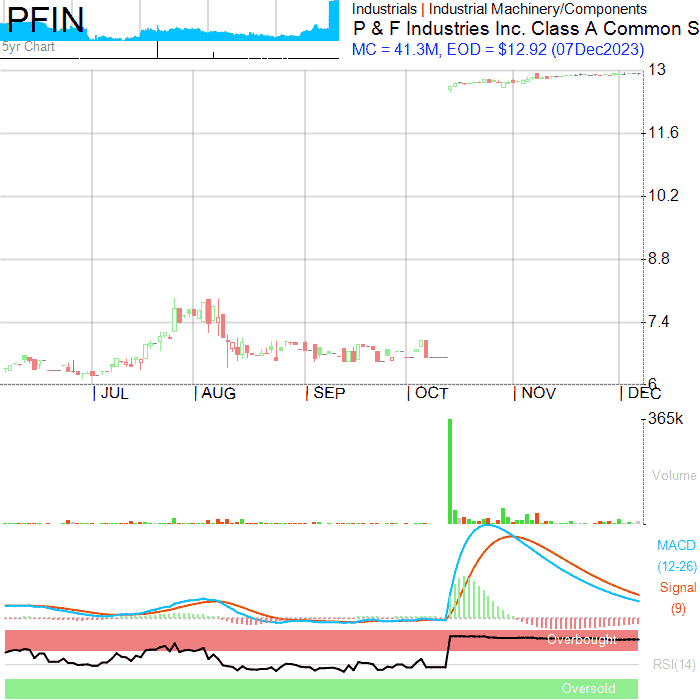 PFIN
5yr Chart
Industrials | Industrial Machinery/Components
P & F Industries Inc. Class A Common S
MC = 41.3M, EOD = $12.92 (07Dec2023)
13
11.6
10.2
8.8
7.4
6
JUL AUG SEP OCT NOV DEC
365k
Volume
MACD
(12-26)
Signal
(9)
Overbought
RSI(14)
Oversold